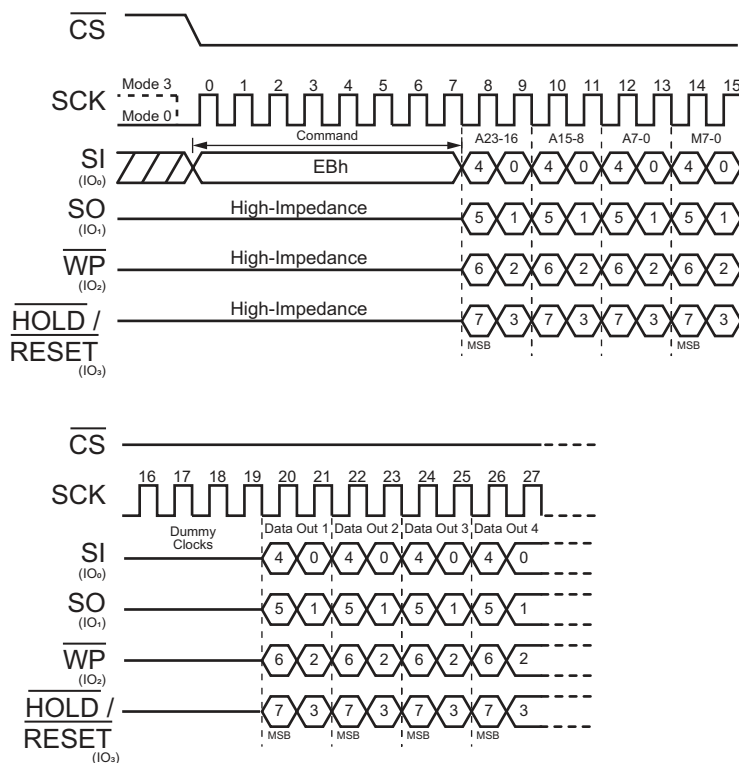 CS
Mode 3
SCK
Mode 0
0 1 2 3 4 5 6 7 8 9 10 11 12 13 14 15
Command
A23-16 A15-8 A7-0 M7-0
SI
(IO₀)
EBh
4 0 4 0 4 0 4 0
SO
(IO₁)
High-Impedance
5 1 5 1 5 1 5 1
WP
(IO₂)
High-Impedance
6 2 6 2 6 2 6 2
HOLD /
RESET
(IO₃)
High-Impedance
7 3 7 3 7 3 7 3
MSB MSB
CS
SCK
16 17 18 19 20 21 22 23 24 25 26 27
Dummy
Clocks
Data Out 1 Data Out 2 Data Out 3 Data Out 4
SI
(IO₀)
4 0 4 0 4 0 4 0
SO
(IO₁)
5 1 5 1 5 1 5 1
WP
(IO₂)
6 2 6 2 6 2 6 2
HOLD /
RESET
(IO₃)
7 3 7 3 7 3 7 3
MSB MSB MSB MSB